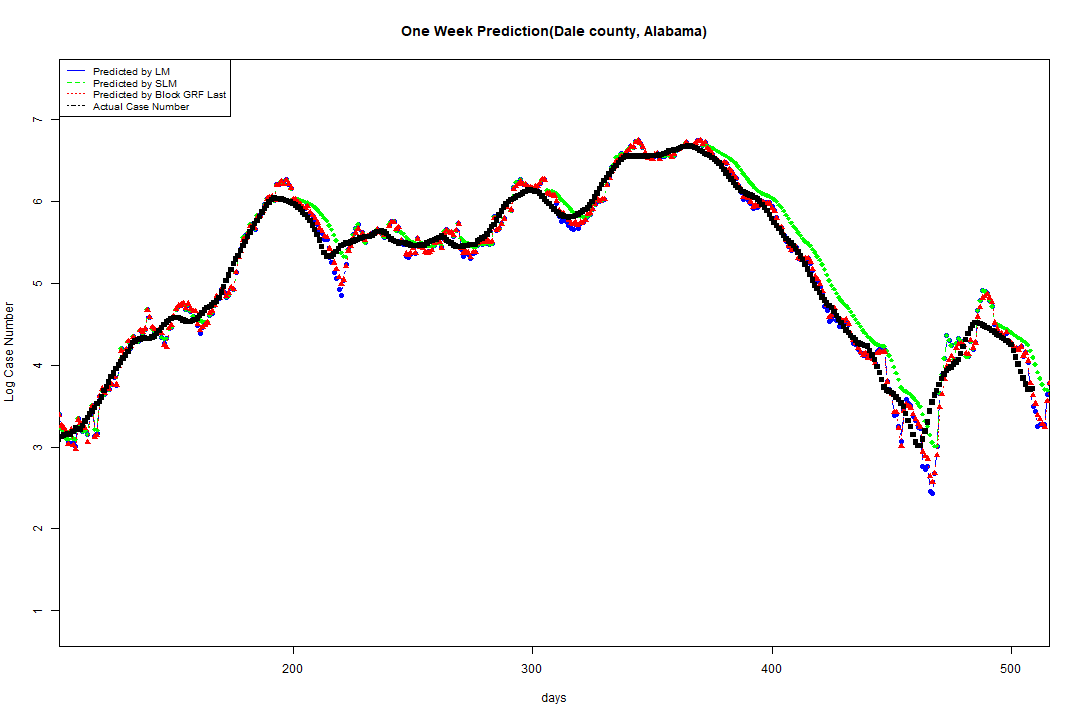 One Week Prediction(Dale county, Alabama)
Predicted by LM
Predicted by SLM
Predicted by Block GRF Last
Actual Case Number
Log Case Number
7
6
5
4
3
2
1
200 300 400 500
days